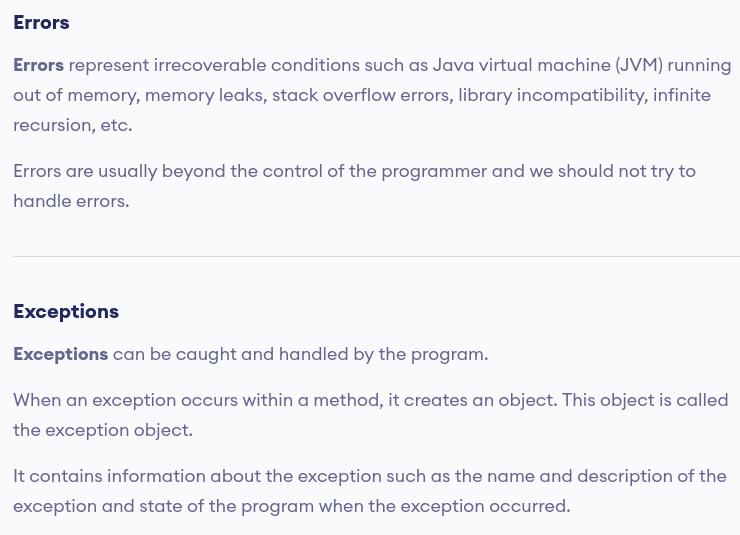 Errors
Errors represent irrecoverable conditions such as Java virtual machine (JVM) running
out of memory, memory leaks, stack overflow errors, library incompatibility, infinite
recursion, etc.
Errors are usually beyond the control of the programmer and we should not try to
handle errors.
Exceptions
Exceptions can be caught and handled by the program.
When an exception occurs within a method, it creates an object. This object is called
the exception object.
It contains information about the exception such as the name and description of the
exception and state of the program when the exception occurred.